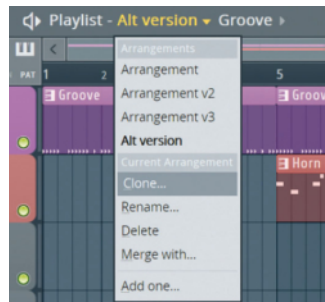 Playlist - Alt version Groove
PAT 1 2 5
Arrangements
Arrangement
Arrangement v2
Arrangement v3
Alt version
Current Arrangement
Clone...
Rename...
Delete
Merge with...
Add one...
Groove
Groov
Horn